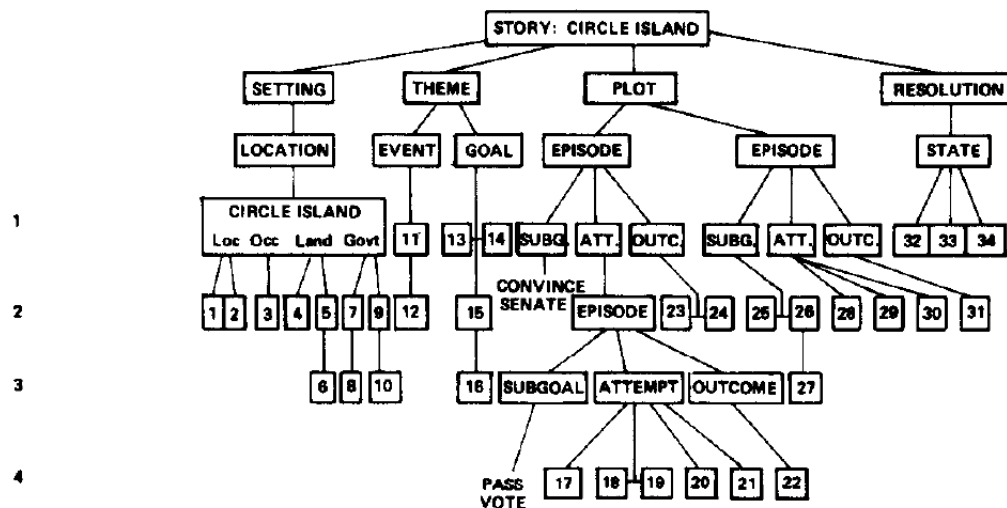 STORY: CIRCLE ISLAND
SETTING THEME PLOT RESOLUTION
LOCATION EVENT GOAL EPISODE EPISODE STATE
CIRCLE ISLAND
1 11 13 14 SUBG. ATT. OUTC. SUBG. ATT. OUTC. 32 33 34
Loc Occ Land Govt
CONVINCE
SENATE
2 1 2 3 4 5 7 9 12 15 EPISODE 23 24 25 26 28 29 30 31
3 6 8 10 16 SUBGOAL ATTEMPT OUTCOME 27
4 PASS VOTE 17 18 19 20 21 22